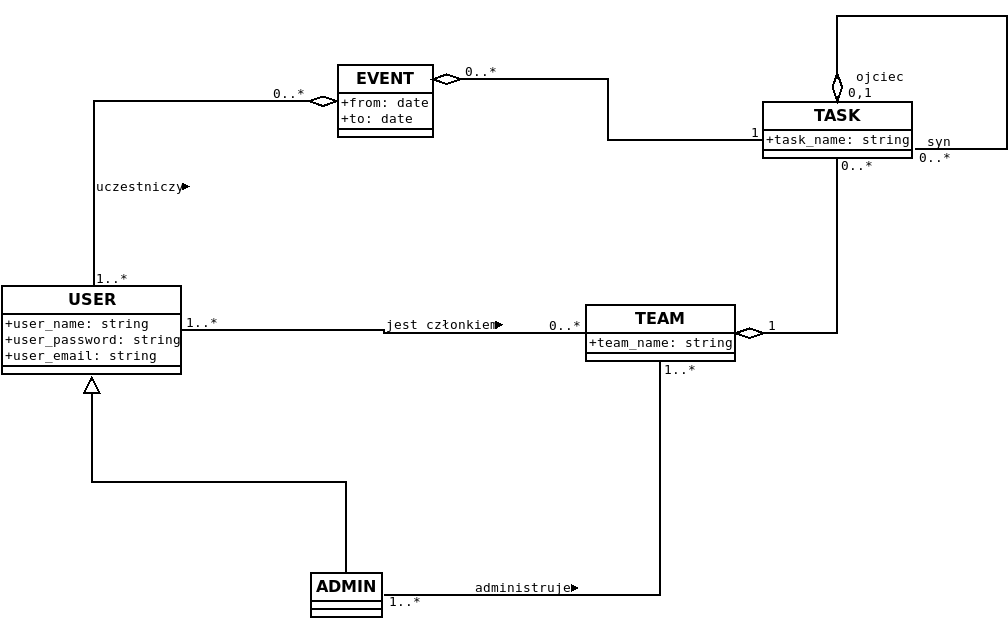 ojciec
0,1
EVENT
0..*
+from: date
+to: date
0..*
TASK
+task_name: string
1
syn
0..*
0..*
uczestniczy
1..*
USER
+user_name: string
+user_password: string
+user_email: string
1..*
jest członkiem
0..*
TEAM
+team_name: string
1
1..*
ADMIN
administruje
1..*